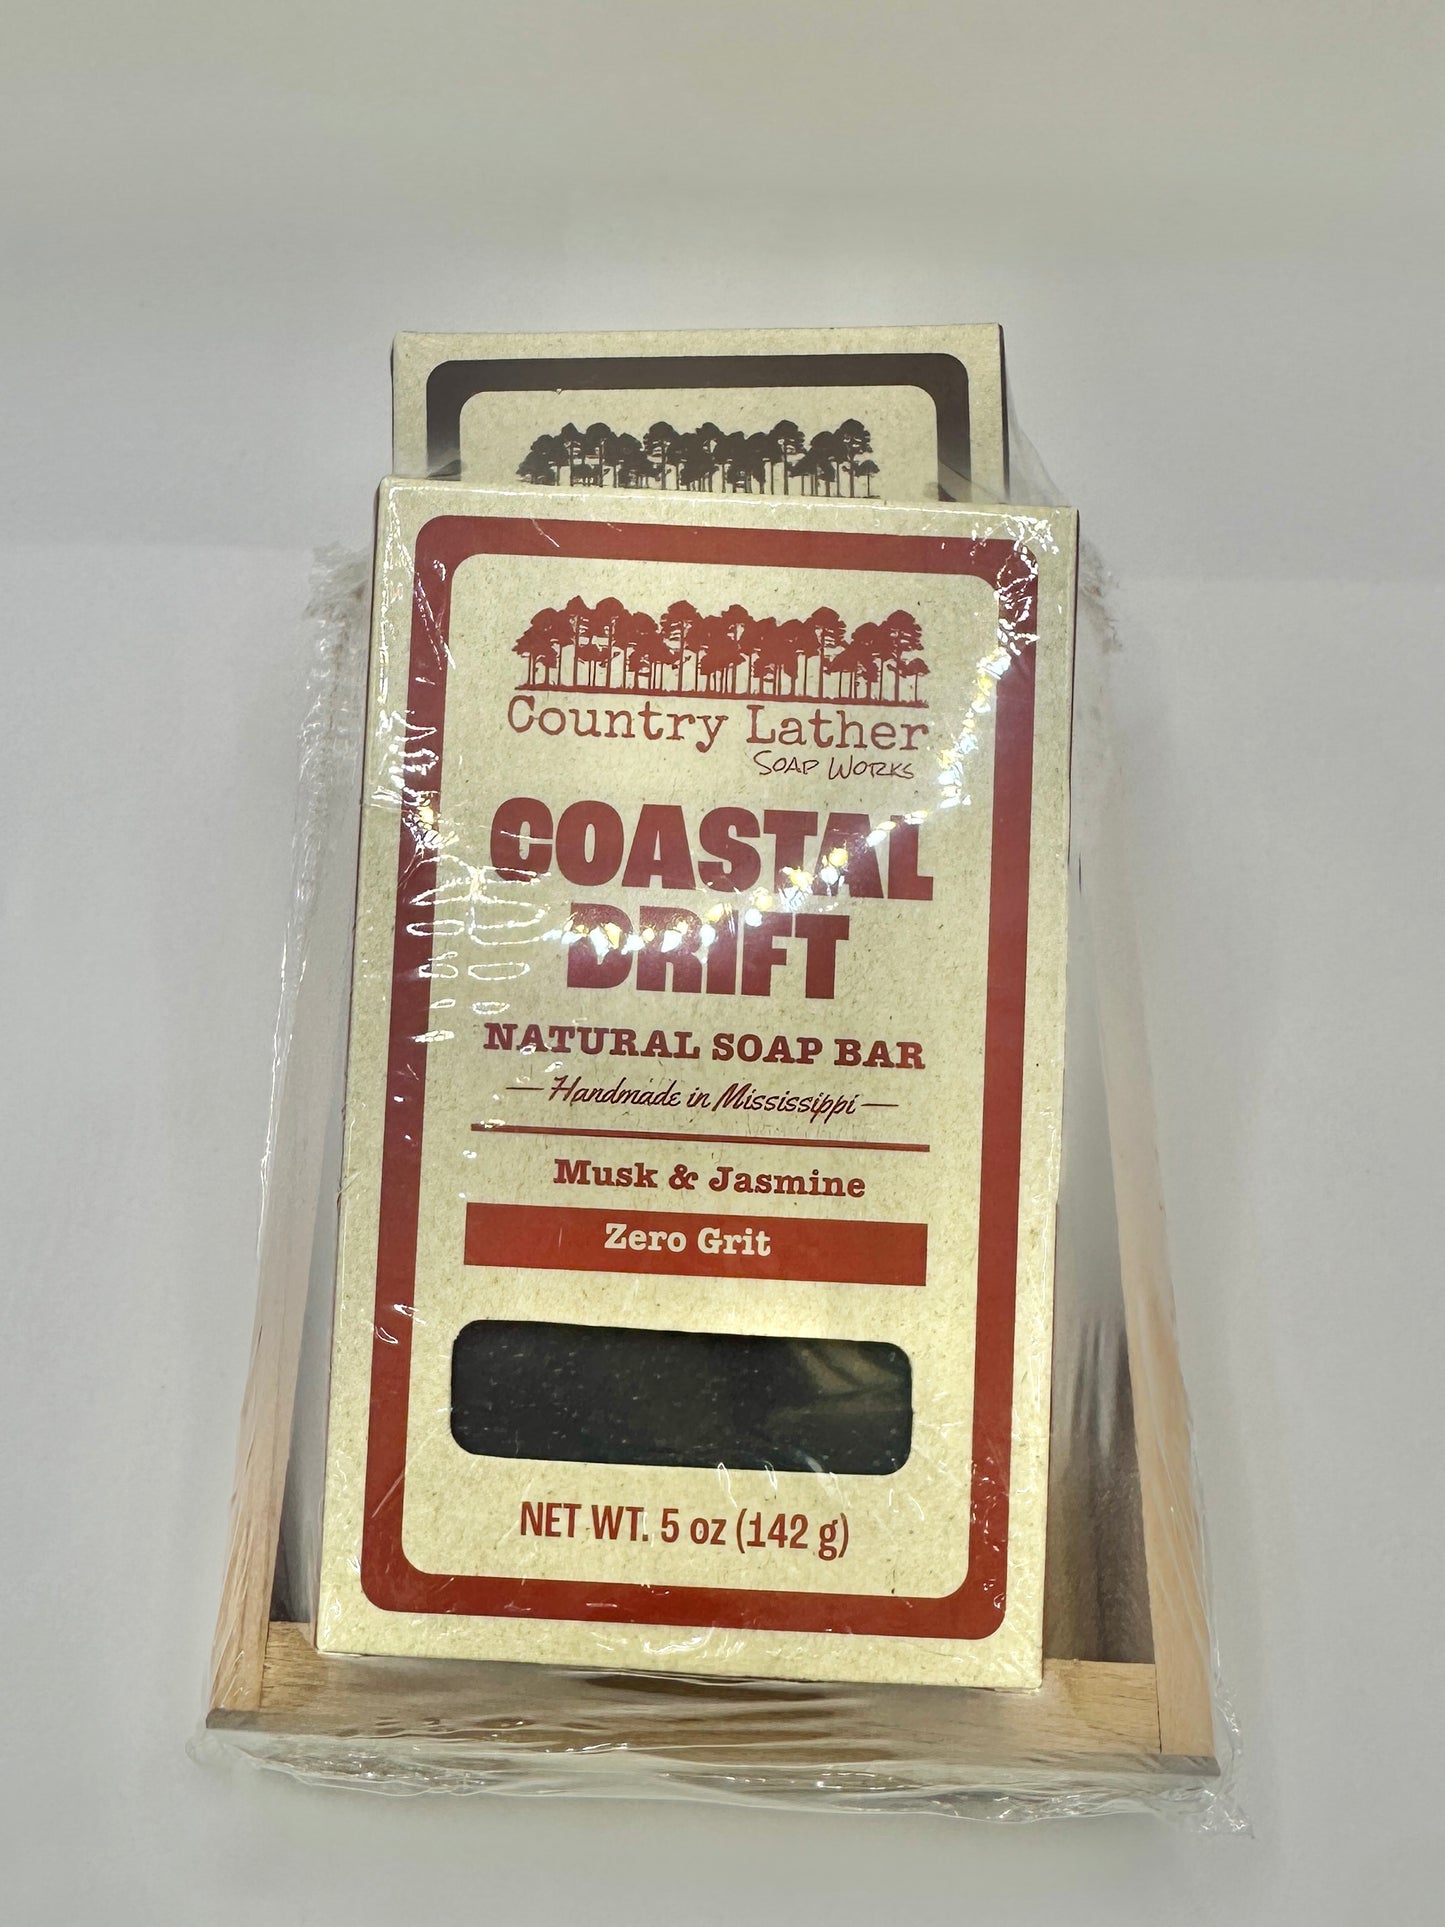 Country Lather
Soap Works
COASTAL
DRIFT
NATURAL SOAP BAR
— Handmade in Mississippi —
Musk & Jasmine
Zero Grit
NET WT. 5 oz (142 g)